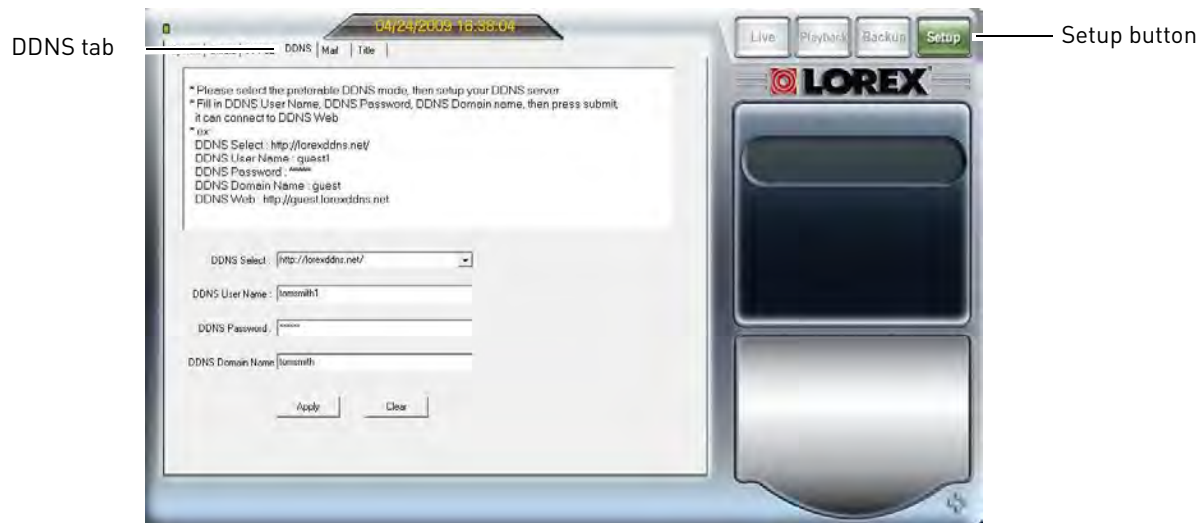 04/24/2009 16:38:04
DDNS tab
DDNS Mail Title
Live Playback Backup Setup
Setup button
LOREX
* Please select the preferable DDNS mode, then setup your DDNS server
* Fill in DDNS User Name, DDNS Password, DDNS Domain name, then press submit,
it can connect to DDNS Web
* ex:
DDNS Select : http://lorexddns.net/
DDNS User Name : guest1
DDNS Password : ******
DDNS Domain Name : guest
DDNS Web : http://guest.lorexddns.net
DDNS Select : http://lorexddns.net/
DDNS User Name : tomsmith1
DDNS Password : ******
DDNS Domain Name tomsmith
Apply Clear